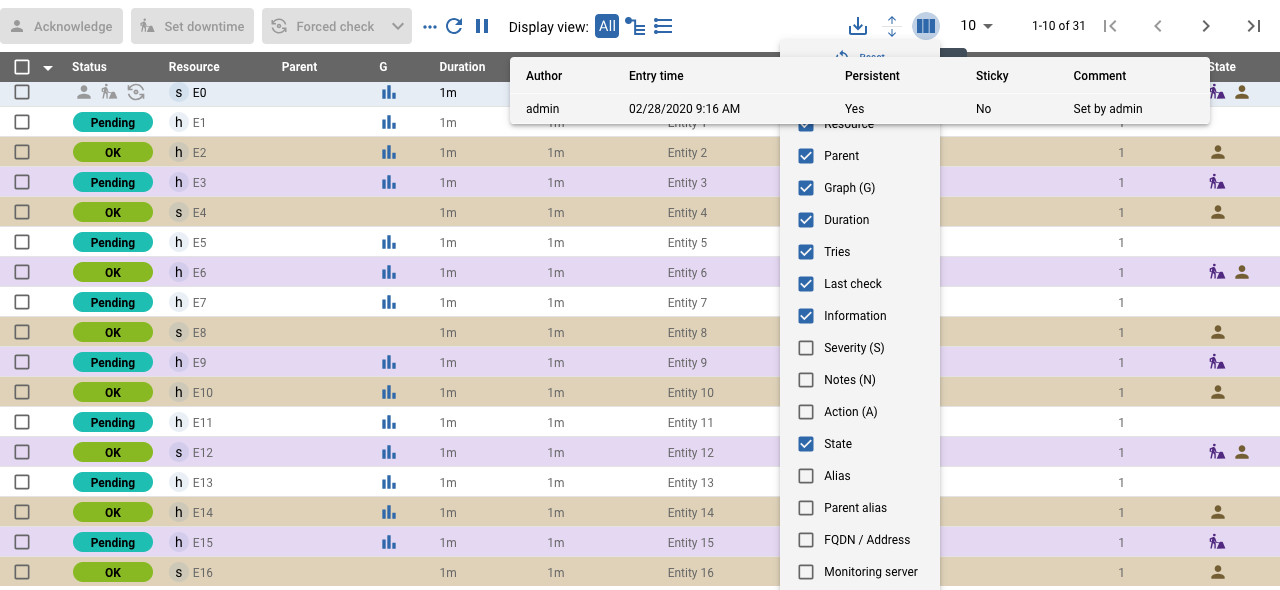 Acknowledge Set downtime Forced check Display view: All 10 1-10 of 31
Reset
Status Resource Parent G Duration State
Author Entry time Persistent Sticky Comment
admin 02/28/2020 9:16 AM Yes No Set by admin
s E0 1m
Pending h E1 1m 1m Entity 1 Resource 1
OK h E2 1m 1m Entity 2 1
Parent
Pending h E3 1m 1m Entity 3 1
Graph (G)
OK s E4 1m 1m Entity 4 1
Duration
Pending h E5 1m 1m Entity 5 1
Tries
OK h E6 1m 1m Entity 6 1
Last check
Pending h E7 1m 1m Entity 7 1
Information
OK s E8 1m 1m Entity 8 1
Severity (S)
Pending h E9 1m 1m Entity 9 1
Notes (N)
OK h E10 1m 1m Entity 10 1
Action (A)
Pending h E11 1m 1m Entity 11 1
State
OK s E12 1m 1m Entity 12 1
Alias
Pending h E13 1m 1m Entity 13 1
Parent alias
OK h E14 1m 1m Entity 14 1
FQDN / Address
Pending h E15 1m 1m Entity 15 1
OK s E16 1m 1m Entity 16 Monitoring server 1